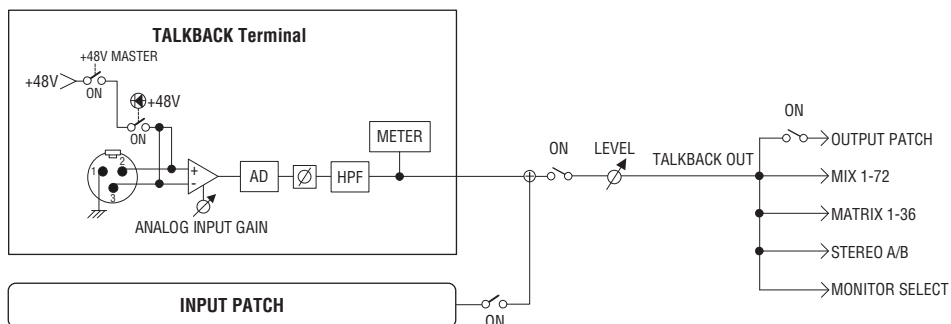 TALKBACK Terminal
+48V MASTER
+48V
ON
+48V
ON
1
2
3
+
-
AD
Ø
HPF
METER
ANALOG INPUT GAIN
ON
LEVEL
TALKBACK OUT
ON
OUTPUT PATCH
MIX 1-72
MATRIX 1-36
STEREO A/B
MONITOR SELECT
INPUT PATCH
ON